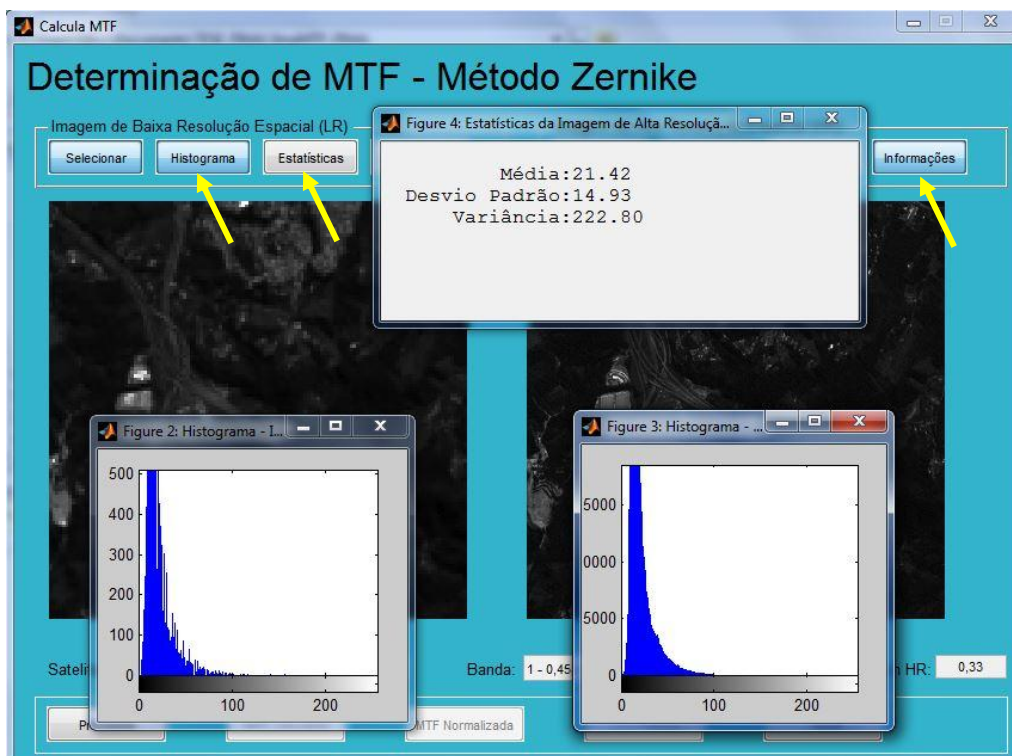 Calcula MTF
Determinação de MTF - Método Zernike
Imagem de Baixa Resolução Espacial (LR)
Selecionar Histograma Estatísticas Informações
Figure 4: Estatísticas da Imagem de Alta Resoluçã...
Média:21.42
Desvio Padrão:14.93
Variância:222.80
Figure 2: Histograma - I...
500
400
300
200
100
0
0 100 200
Figure 3: Histograma - ...
5000
0000
5000
0
0 100 200
Banda: 1 - 0,45
HR: 0,33
MTF Normalizada